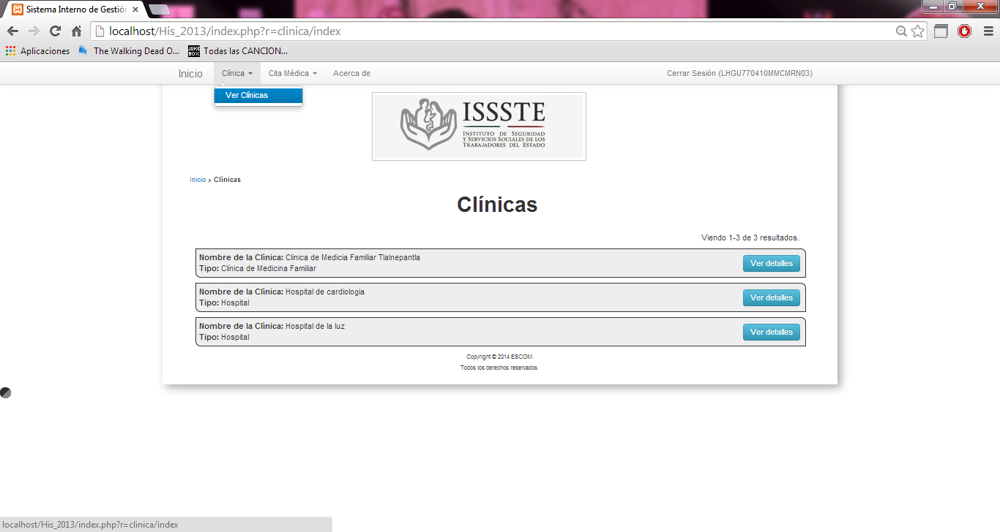 Sistema Interno de Gestión
localhost/His_2013/index.php?r=clinica/index
Aplicaciones The Walking Dead O... JUKE BOX Todas las CANCION...
Inicio Clínica Cita Médica Acerca de Cerrar Sesión (LHGU770410MMCMRN03)
Ver Clínicas
ISSSTE
INSTITUTO DE SEGURIDAD
Y SERVICIOS SOCIALES DE LOS
TRABAJADORES DEL ESTADO
Inicio » Clínicas
Clínicas
Viendo 1-3 de 3 resultados.
Nombre de la Clínica: Clinica de Medicia Familiar Tlalnepantla
Tipo: Clínica de Medicina Familiar
Ver detalles
Nombre de la Clínica: Hospital de cardiologia
Tipo: Hospital
Ver detalles
Nombre de la Clínica: Hospital de la luz
Tipo: Hospital
Ver detalles
Copyright © 2014 ESCOM.
Todos los derechos reservados.
localhost/His_2013/index.php?r=clinica/index